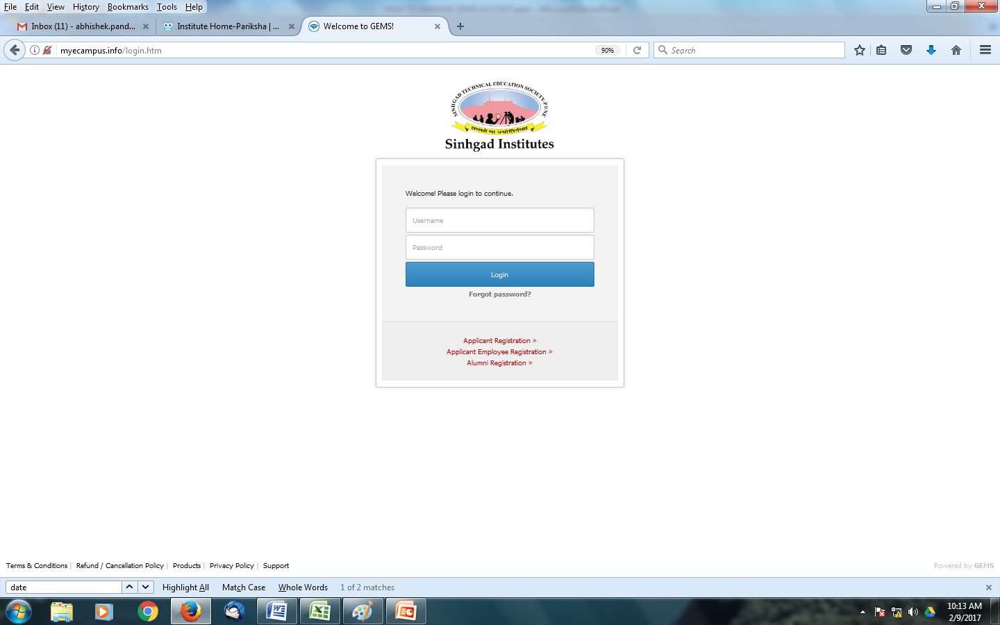 File Edit View History Bookmarks Tools Help
Inbox (11) - abhishek.pand... Institute Home-Pariksha | ... Welcome to GEMS!
myecampus.info/login.htm 90% Search
SINHGAD TECHNICAL EDUCATION SOCIETY-PUNE
Sinhgad Institutes
Welcome! Please login to continue.
Username
Password
Login
Forgot password?
Applicant Registration »
Applicant Employee Registration »
Alumni Registration »
Terms & Conditions | Refund / Cancellation Policy | Products | Privacy Policy | Support Powered by GEMS
date Highlight All Match Case Whole Words 1 of 2 matches
10:13 AM
2/9/2017